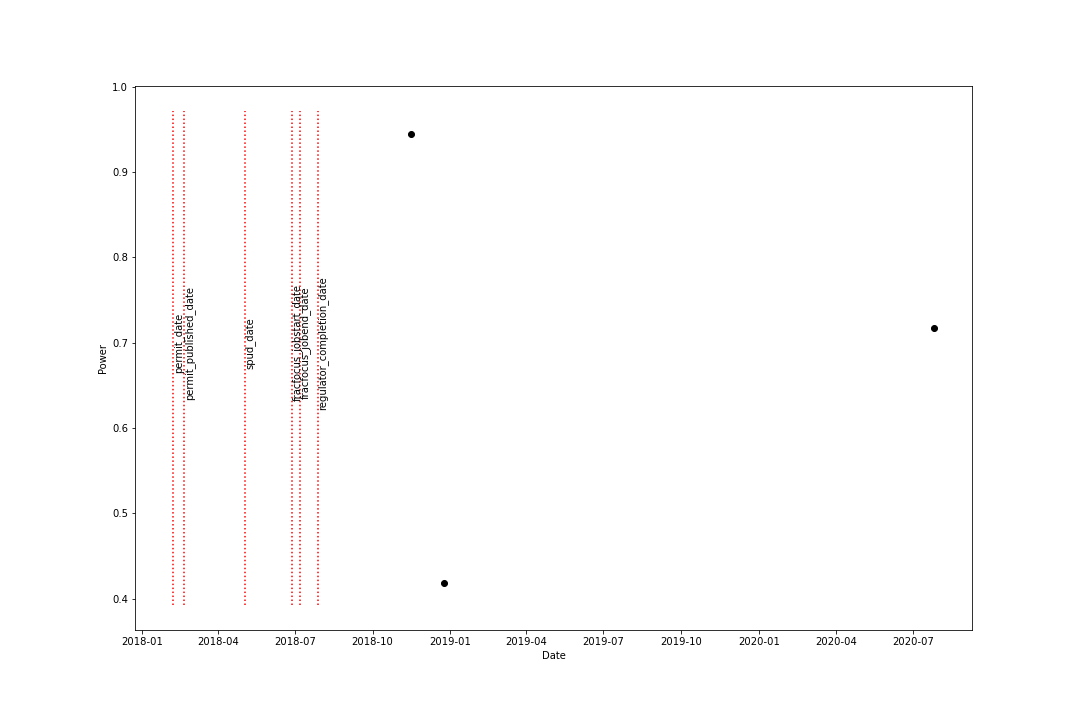 1.0
0.9
0.8
0.7
0.6
0.5
0.4
Power
permit_date
permit_published_date
spud_date
fracfocus_jobstart_date
fracfocus_jobend_date
regulator_completion_date
2018-01 2018-04 2018-07 2018-10 2019-01 2019-04 2019-07 2019-10 2020-01 2020-04 2020-07
Date